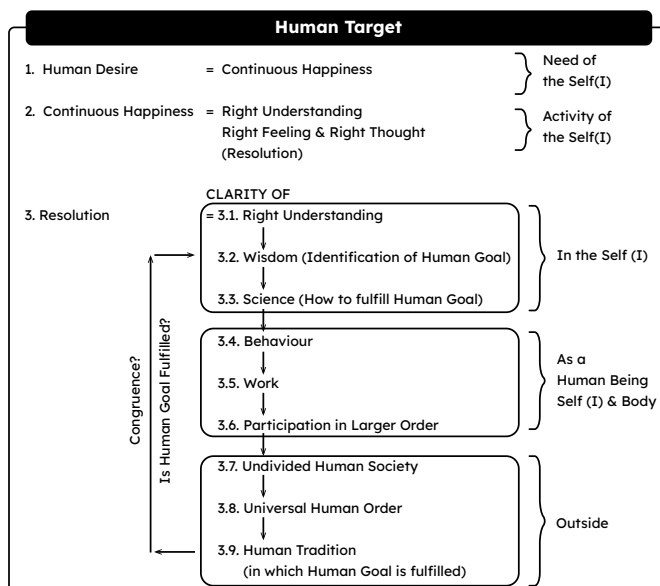 Human Target
1. Human Desire = Continuous Happiness
Need of
the Self(I)
2. Continuous Happiness = Right Understanding
Right Feeling & Right Thought
(Resolution)
Activity of
the Self(I)
CLARITY OF
3. Resolution = 3.1. Right Understanding
3.2. Wisdom (Identification of Human Goal)
3.3. Science (How to fulfill Human Goal)
In the Self (I)
3.4. Behaviour
3.5. Work
3.6. Participation in Larger Order
As a
Human Being
Self (I) & Body
3.7. Undivided Human Society
3.8. Universal Human Order
3.9. Human Tradition
(in which Human Goal is fulfilled)
Outside
Congruence?
Is Human Goal Fulfilled?